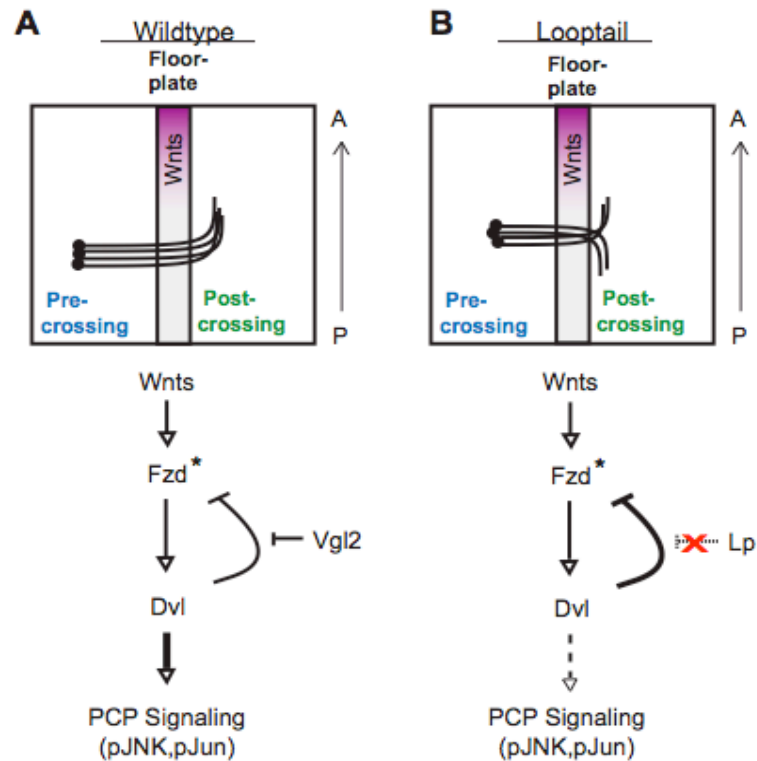 A
Wildtype
Floor-
plate
Wnts
A
Pre-
crossing
Post-
crossing
P
Wnts
Fzd*
Vgl2
Dvl
PCP Signaling
(pJNK,pJun)
B
Looptail
Floor-
plate
Wnts
A
Pre-
crossing
Post-
crossing
P
Wnts
Fzd*
Lp
Dvl
PCP Signaling
(pJNK,pJun)